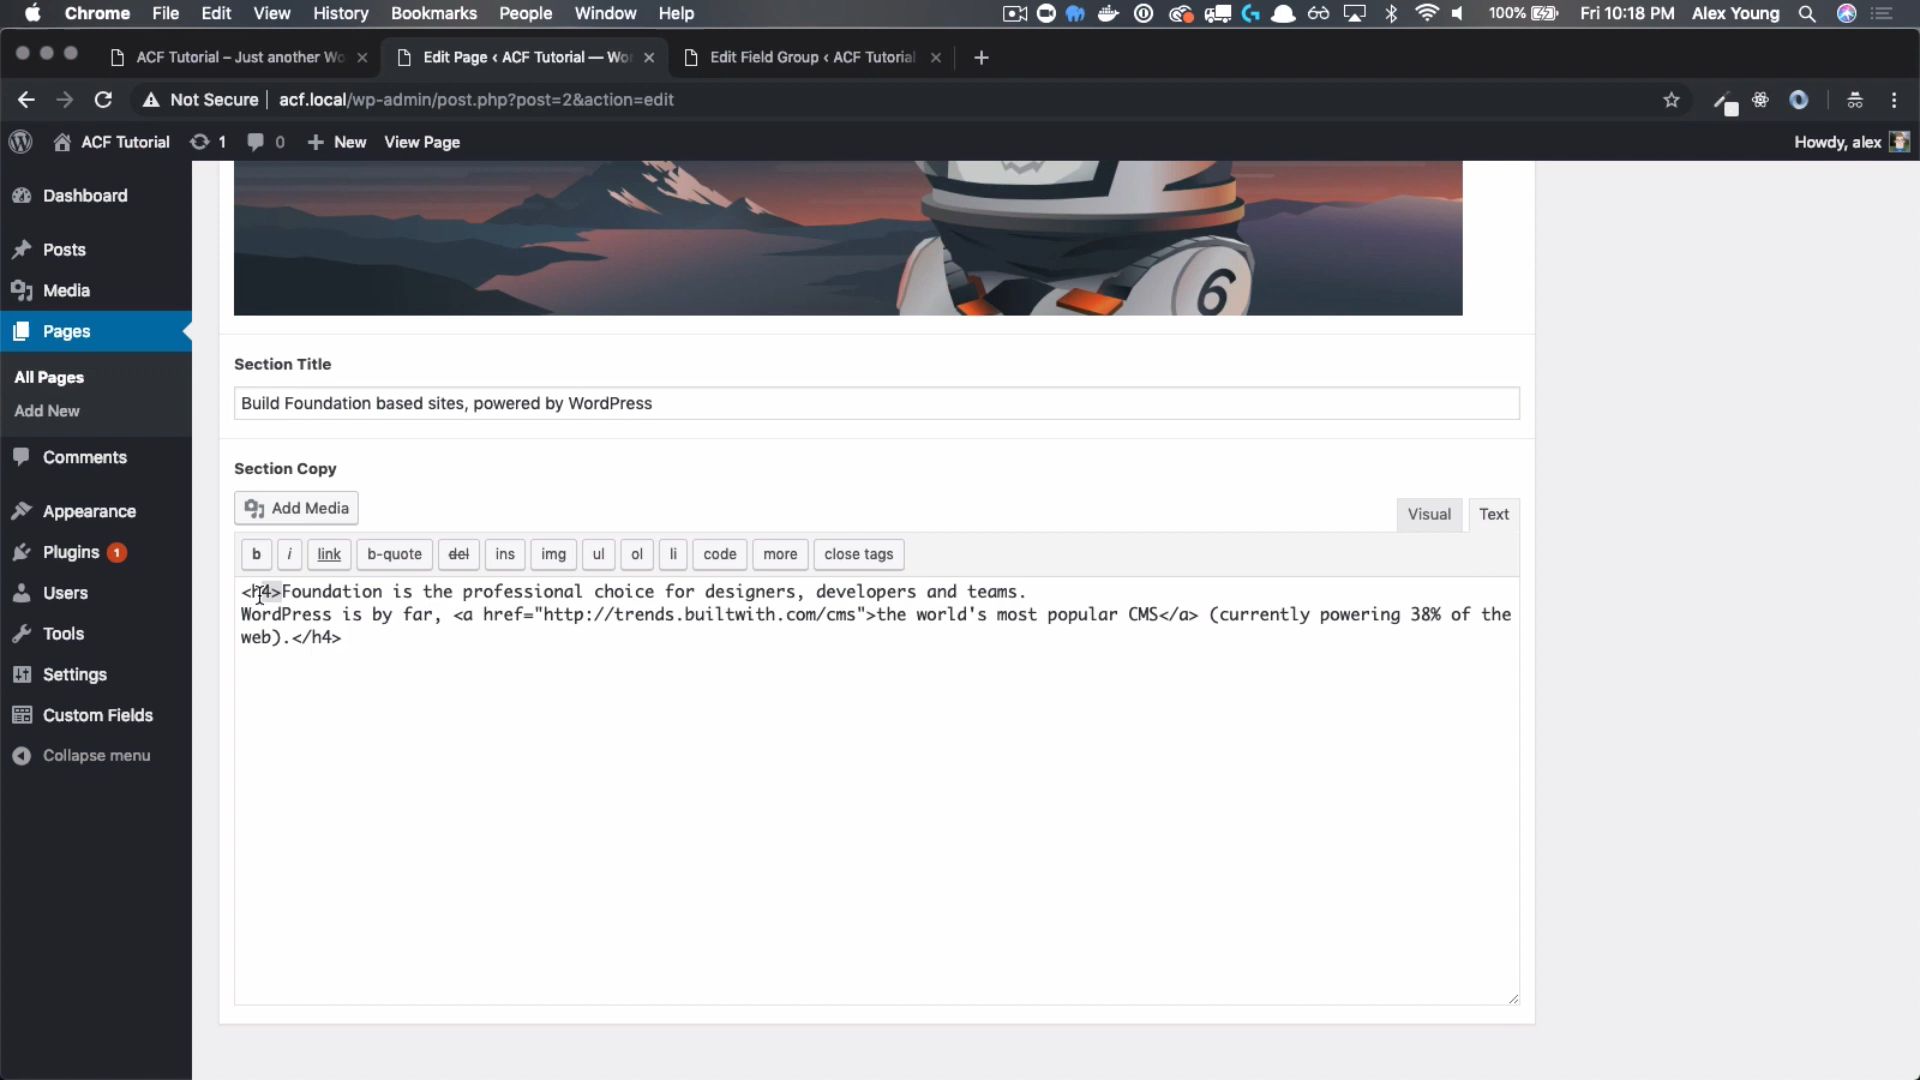 Chrome File Edit View History Bookmarks People Window Help 100% Fri 10:18 PM Alex Young
ACF Tutorial – Just another Wo Edit Page ‹ ACF Tutorial — Wor Edit Field Group ‹ ACF Tutorial
Not Secure acf.local/wp-admin/post.php?post=2&action=edit
ACF Tutorial 1 0 New View Page Howdy, alex
Dashboard
Posts
Media
Pages
All Pages
Add New
Comments
Appearance
Plugins 1
Users
Tools
Settings
Custom Fields
Collapse menu
6
Section Title
Build Foundation based sites, powered by WordPress
Section Copy
Add Media
Visual Text
b i link b-quote del ins img ul ol li code more close tags
<h4>Foundation is the professional choice for designers, developers and teams.
WordPress is by far, <a href="http://trends.builtwith.com/cms">the world's most popular CMS</a> (currently powering 38% of the
web).</h4>